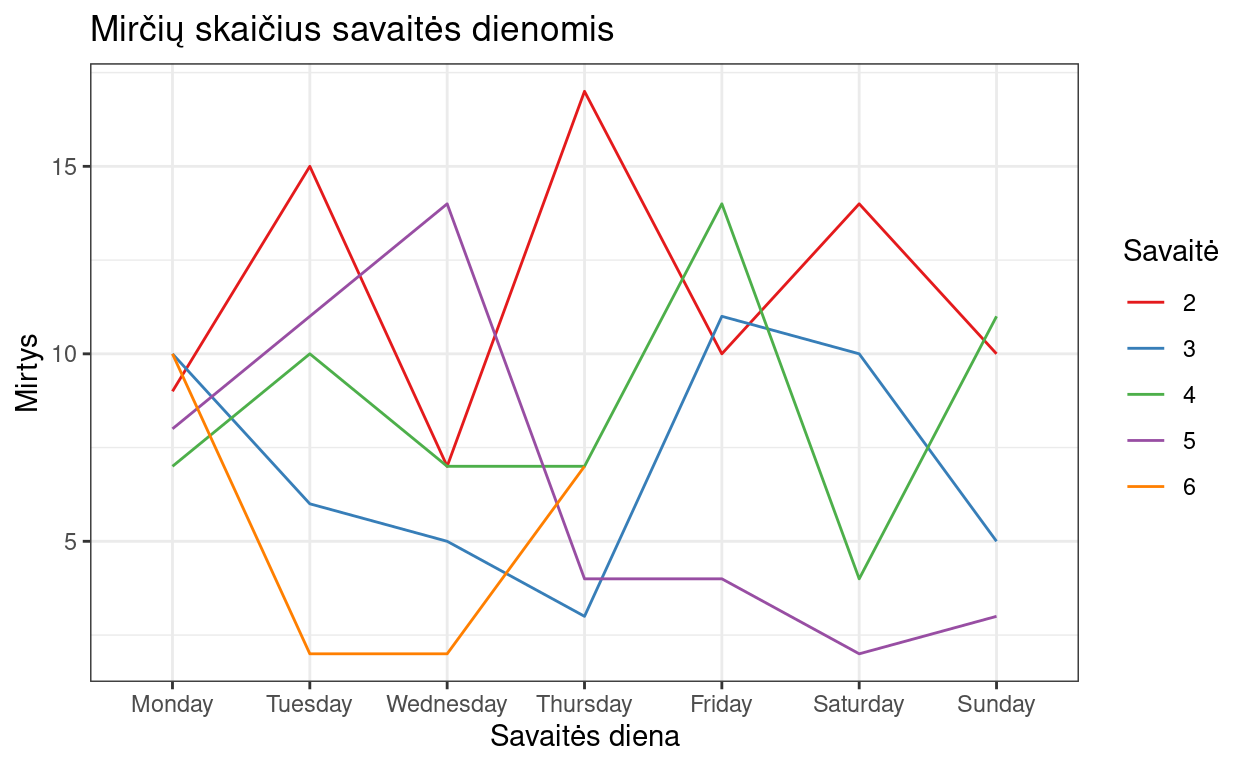 Mirčių skaičius savaitės dienomis
Mirtys
15
10
5
Monday Tuesday Wednesday Thursday Friday Saturday Sunday
Savaitės diena
Savaitė
2
3
4
5
6